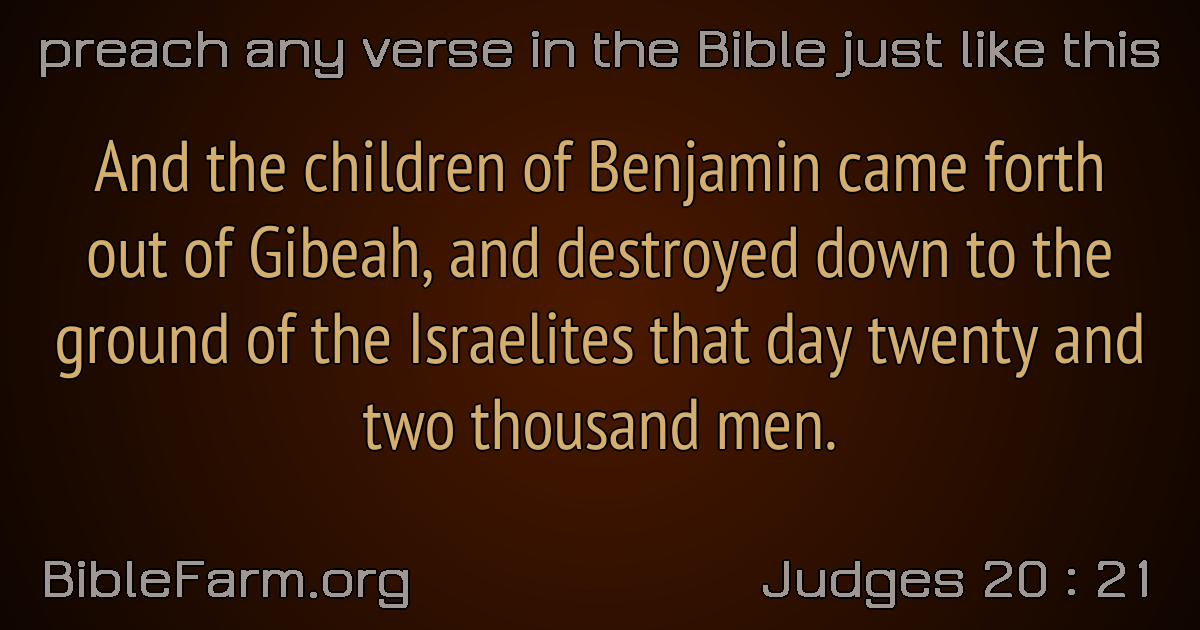 preach any verse in the Bible just like this
And the children of Benjamin came forth
out of Gibeah, and destroyed down to the
ground of the Israelites that day twenty and
two thousand men.
BibleFarm.org
Judges 20 : 21